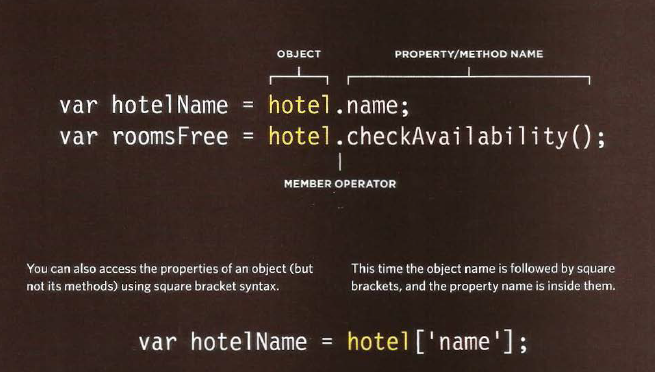 OBJECT PROPERTY/METHOD NAME
var hotelName = hotel.name;
var roomsFree = hotel.checkAvailability();
MEMBER OPERATOR
You can also access the properties of an object (but
not its methods) using square bracket syntax.
This time the object name is followed by square
brackets, and the property name is inside them.
var hotelName = hotel['name'];